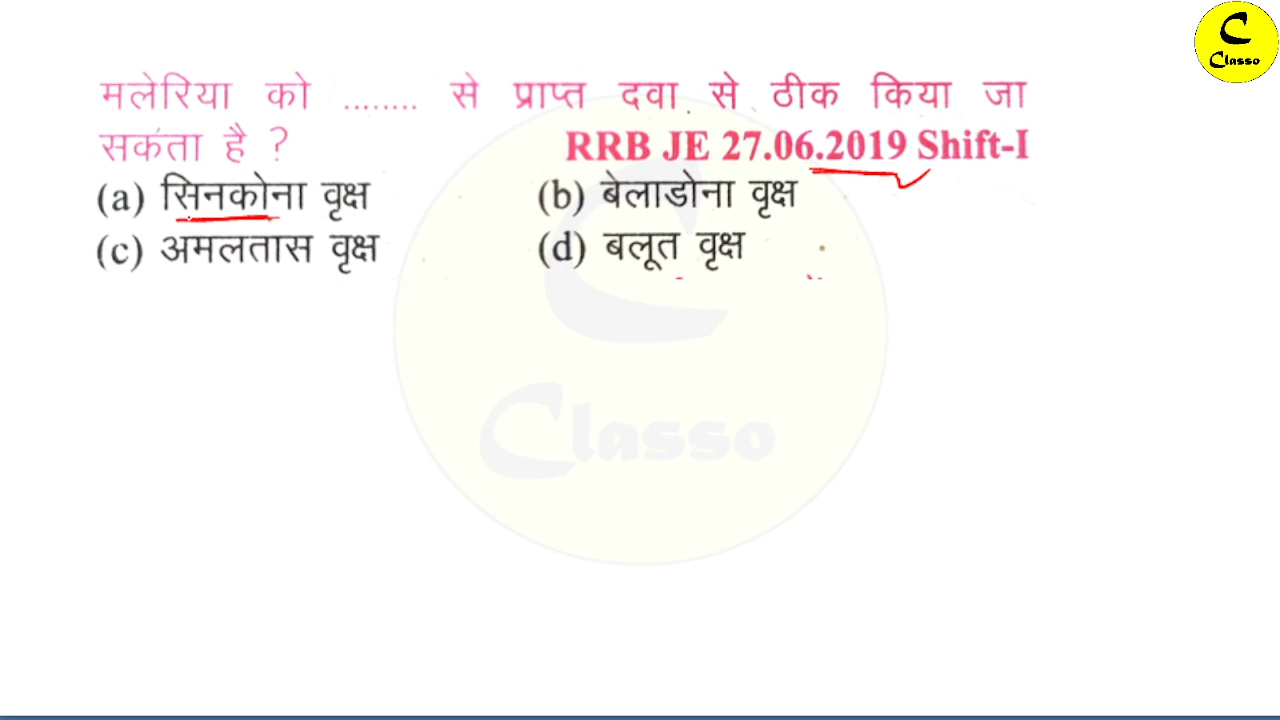 C
Classo
मलेरिया को ........ से प्राप्त दवा से ठीक किया जा
सकता है ? RRB JE 27.06.2019 Shift-I
(a) सिनकोना वृक्ष (b) बेलाडोना वृक्ष
(c) अमलतास वृक्ष (d) बलूत वृक्ष
C
Classo